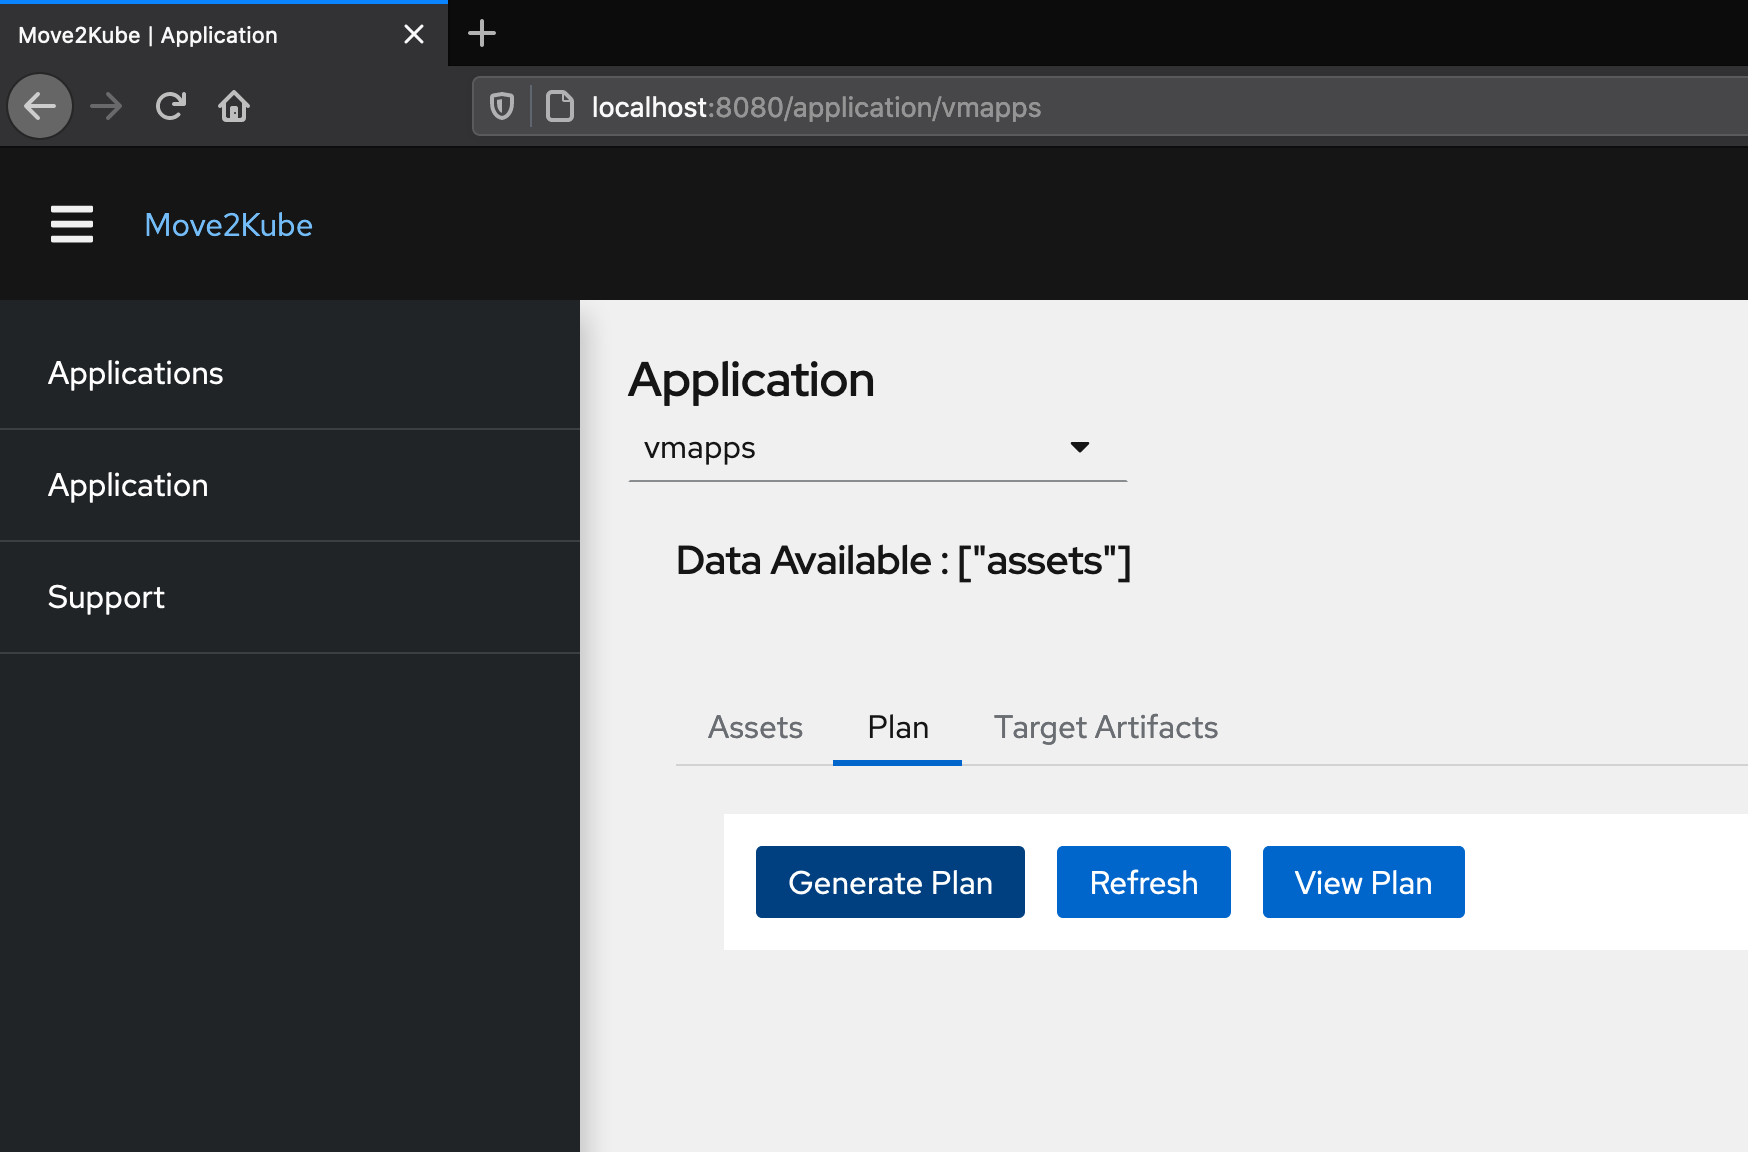 Move2Kube | Application
localhost:8080/application/vmapps
Move2Kube
Applications
Application
Support
Application
vmapps
Data Available : ["assets"]
Assets Plan Target Artifacts
Generate Plan Refresh View Plan